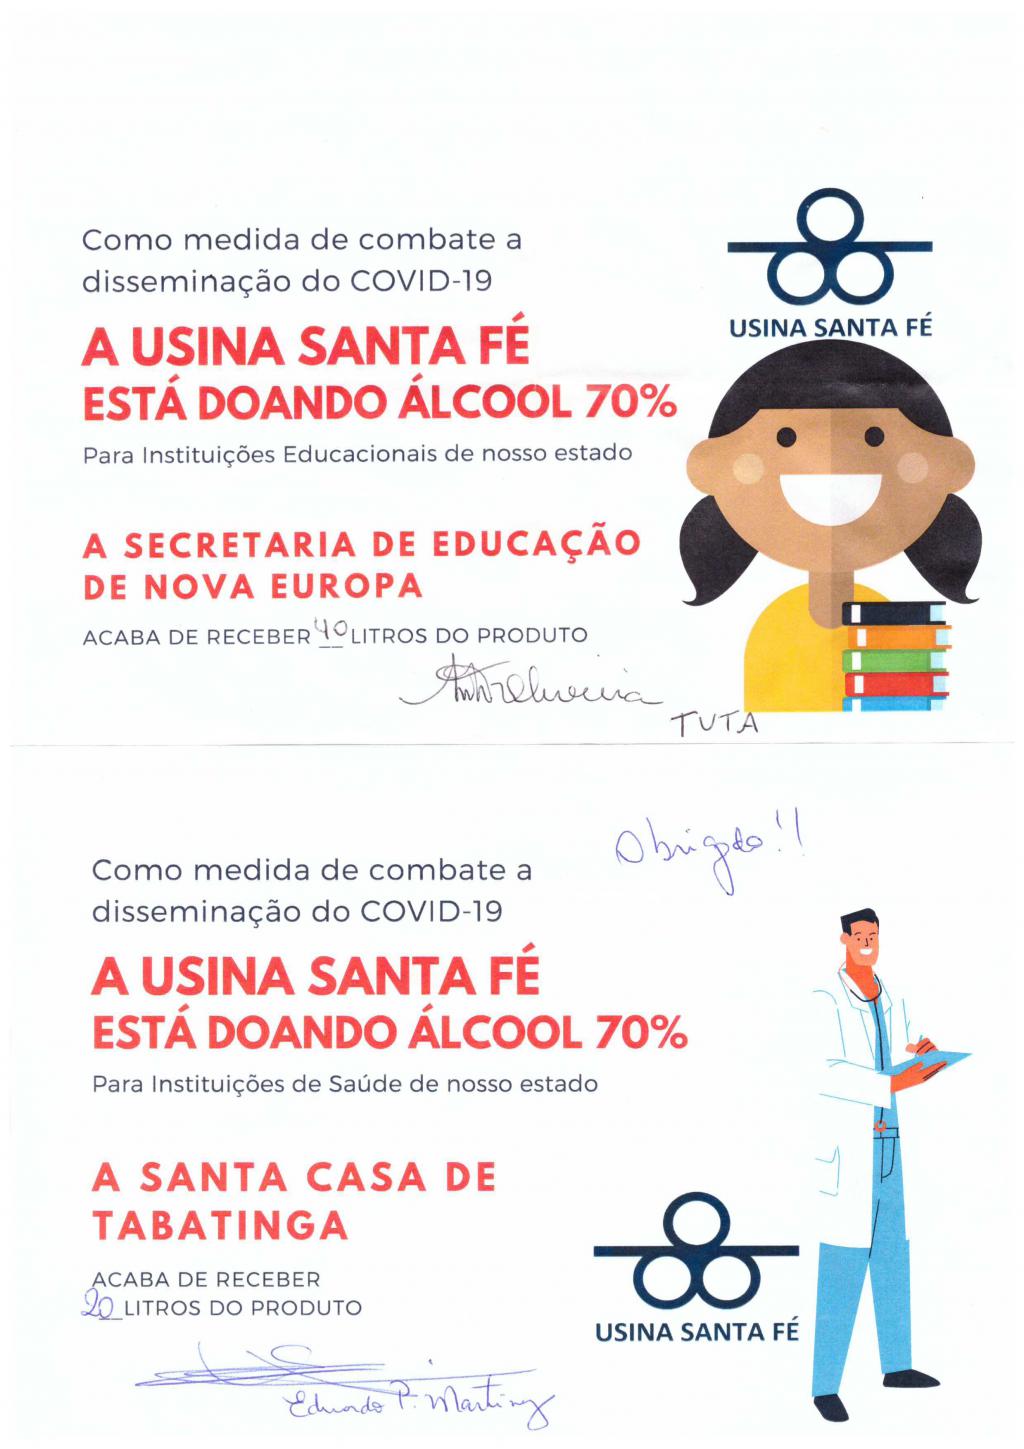 Como medida de combate a
disseminação do COVID-19
A USINA SANTA FÉ
ESTÁ DOANDO ÁLCOOL 70%
Para Instituições Educacionais de nosso estado
A SECRETARIA DE EDUCAÇÃO
DE NOVA EUROPA
ACABA DE RECEBER 40 LITROS DO PRODUTO
TUTA
USINA SANTA FÉ
Obrigado!!
Como medida de combate a
disseminação do COVID-19
A USINA SANTA FÉ
ESTÁ DOANDO ÁLCOOL 70%
Para Instituições de Saúde de nosso estado
A SANTA CASA DE
TABATINGA
ACABA DE RECEBER
20 LITROS DO PRODUTO
Eduardo P. Martinez
USINA SANTA FÉ